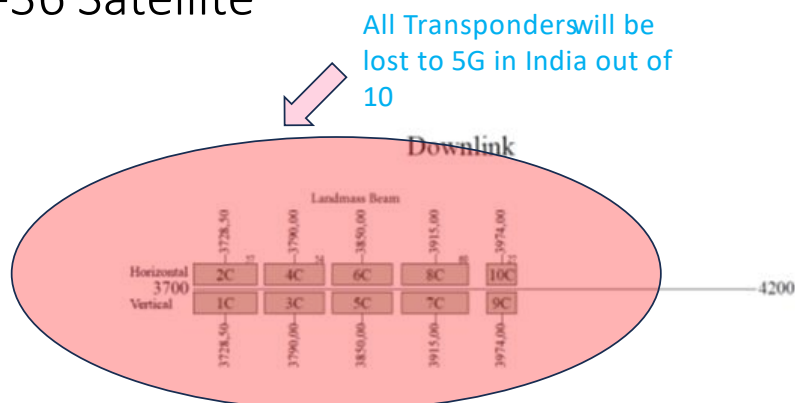 -36 Satellite
All Transponderswill be
lost to 5G in India out of
10
Downlink
Landmass Beam
3728,50 3790,00 3850,00 3915,00 3974,00
Horizontal 2C 4C 6C 8C 10C
3700 4200
Vertical 1C 3C 5C 7C 9C
3728,50 3790,00 3850,00 3915,00 3974,00